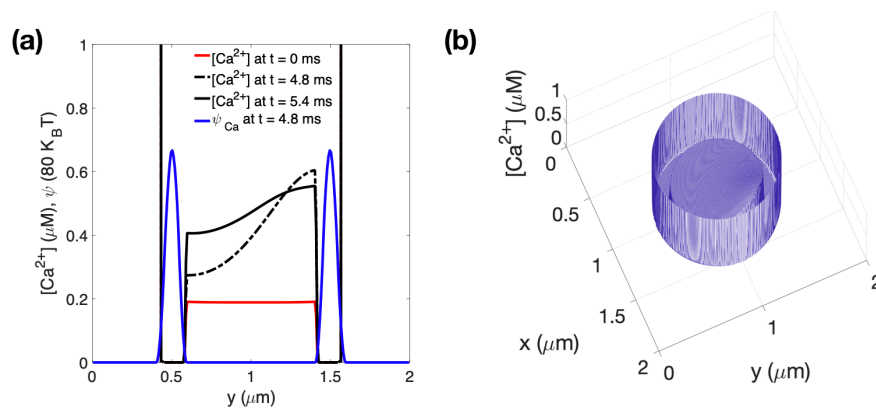 (a)
[Ca2+] (μM), ψ (80 KBT)
1
0.8
0.6
0.4
0.2
0
[Ca2+] at t = 0 ms
[Ca2+] at t = 4.8 ms
[Ca2+] at t = 5.4 ms
ψCa at t = 4.8 ms
0 0.5 1 1.5 2
y (μm)
(b)
[Ca2+] (μM)
1
0.5
0
0
0.5
1
1.5
2
x (μm)
0
1
2
y (μm)